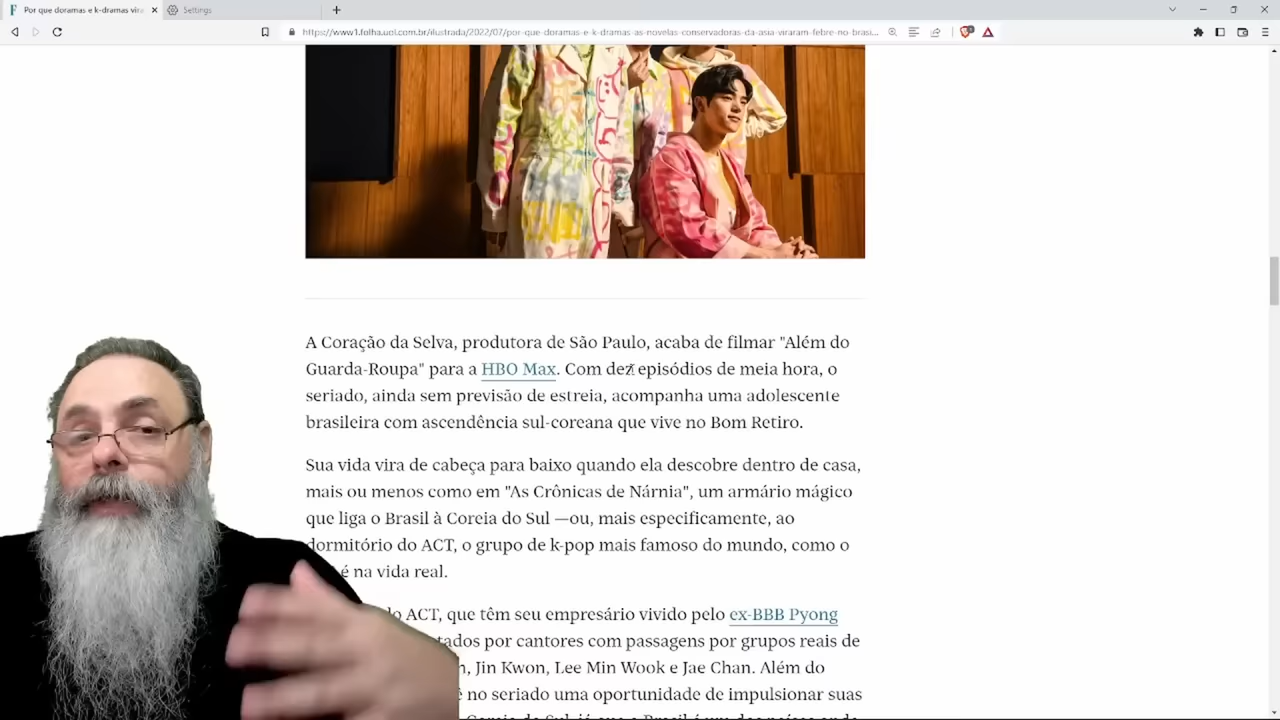 Por que doramas e k-dramas vira
Settings
https://www1.folha.uol.com.br/ilustrada/2022/07/por-que-doramas-e-k-dramas-as-novelas-conservadoras-da-asia-viraram-febre-no-brasi...
A Coração da Selva, produtora de São Paulo, acaba de filmar "Além do
Guarda-Roupa" para a HBO Max. Com dez episódios de meia hora, o
seriado, ainda sem previsão de estreia, acompanha uma adolescente
brasileira com ascendência sul-coreana que vive no Bom Retiro.
Sua vida vira de cabeça para baixo quando ela descobre dentro de casa,
mais ou menos como em "As Crônicas de Nárnia", um armário mágico
que liga o Brasil à Coreia do Sul —ou, mais especificamente, ao
dormitório do ACT, o grupo de k-pop mais famoso do mundo, como o
é na vida real.
do ACT, que têm seu empresário vivido pelo ex-BBB Pyong
tados por cantores com passagens por grupos reais de
h, Jin Kwon, Lee Min Wook e Jae Chan. Além do
é no seriado uma oportunidade de impulsionar suas